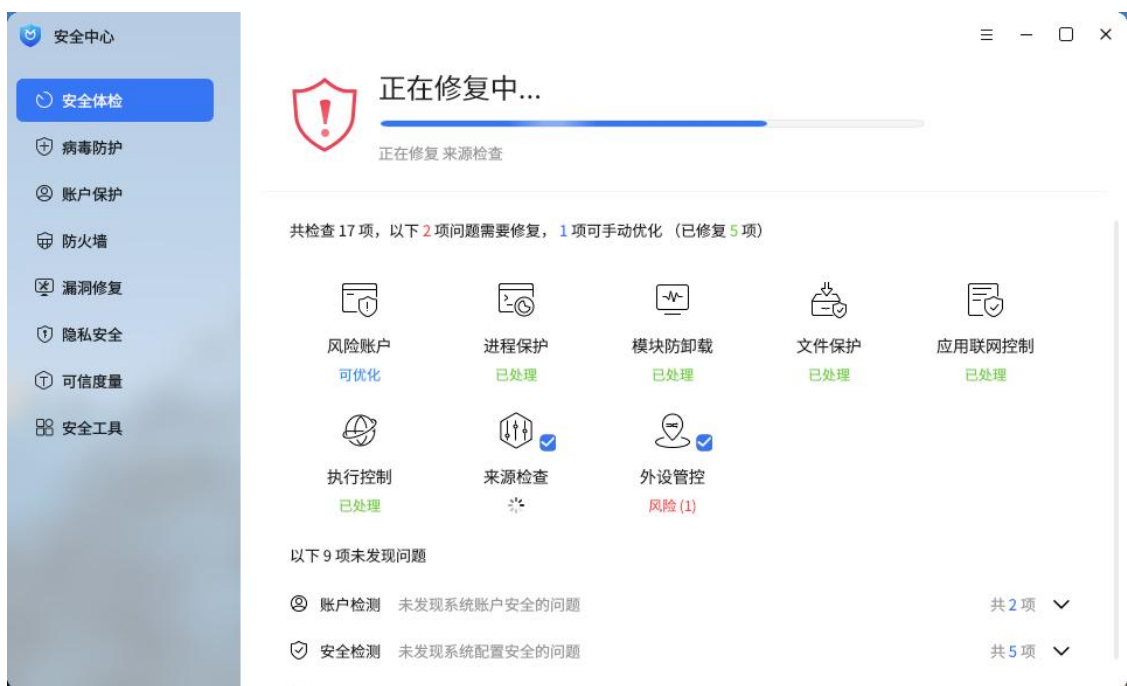 安全中心
安全体检
病毒防护
账户保护
防火墙
漏洞修复
隐私安全
可信度量
安全工具
正在修复中...
正在修复 来源检查
共检查 17 项，以下 2 项问题需要修复， 1 项可手动优化 （已修复 5 项）
风险账户 进程保护 模块防卸载 文件保护 应用联网控制
可优化 已处理 已处理 已处理 已处理
执行控制 来源检查 外设管控
已处理 风险 (1)
以下 9 项未发现问题
账户检测 未发现系统账户安全的问题 共 2 项
安全检测 未发现系统配置安全的问题 共 5 项